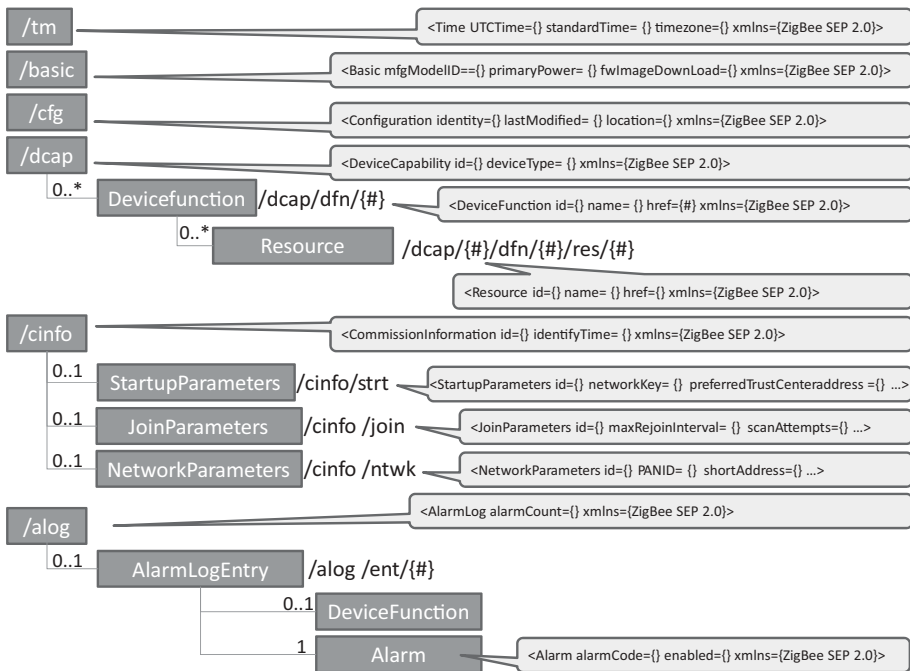 /tm
<Time UTCTime={} standardTime= {} timezone={} xmlns={ZigBee SEP 2.0}>
/basic
<Basic mfgModelID=={} primaryPower= {} fwImageDownLoad={} xmlns={ZigBee SEP 2.0}>
/cfg
<Configuration identity={} lastModified= {} location={} xmlns={ZigBee SEP 2.0}>
/dcap
<DeviceCapability id={} deviceType= {} xmlns={ZigBee SEP 2.0}>
0..*
Devicefunction /dcap/dfn/{#}
<DeviceFunction id={} name= {} href={#} xmlns={ZigBee SEP 2.0}>
0..*
Resource /dcap/{#}/dfn/{#}/res/{#}
<Resource id={} name= {} href={} xmlns={ZigBee SEP 2.0}>
/cinfo
<CommissionInformation id={} identifyTime= {} xmlns={ZigBee SEP 2.0}>
0..1
StartupParameters /cinfo/strt
<StartupParameters id={} networkKey= {} preferredTrustCenteraddress ={} ...>
0..1
JoinParameters /cinfo /join
<JoinParameters id={} maxRejoinInterval= {} scanAttempts={} ...>
0..1
NetworkParameters /cinfo /ntwk
<NetworkParameters id={} PANID= {} shortAddress={} ...>
/alog
<AlarmLog alarmCount={} xmlns={ZigBee SEP 2.0}>
0..1
AlarmLogEntry /alog /ent/{#}
0..1
DeviceFunction
1
Alarm
<Alarm alarmCode={} enabled={} xmlns={ZigBee SEP 2.0}>